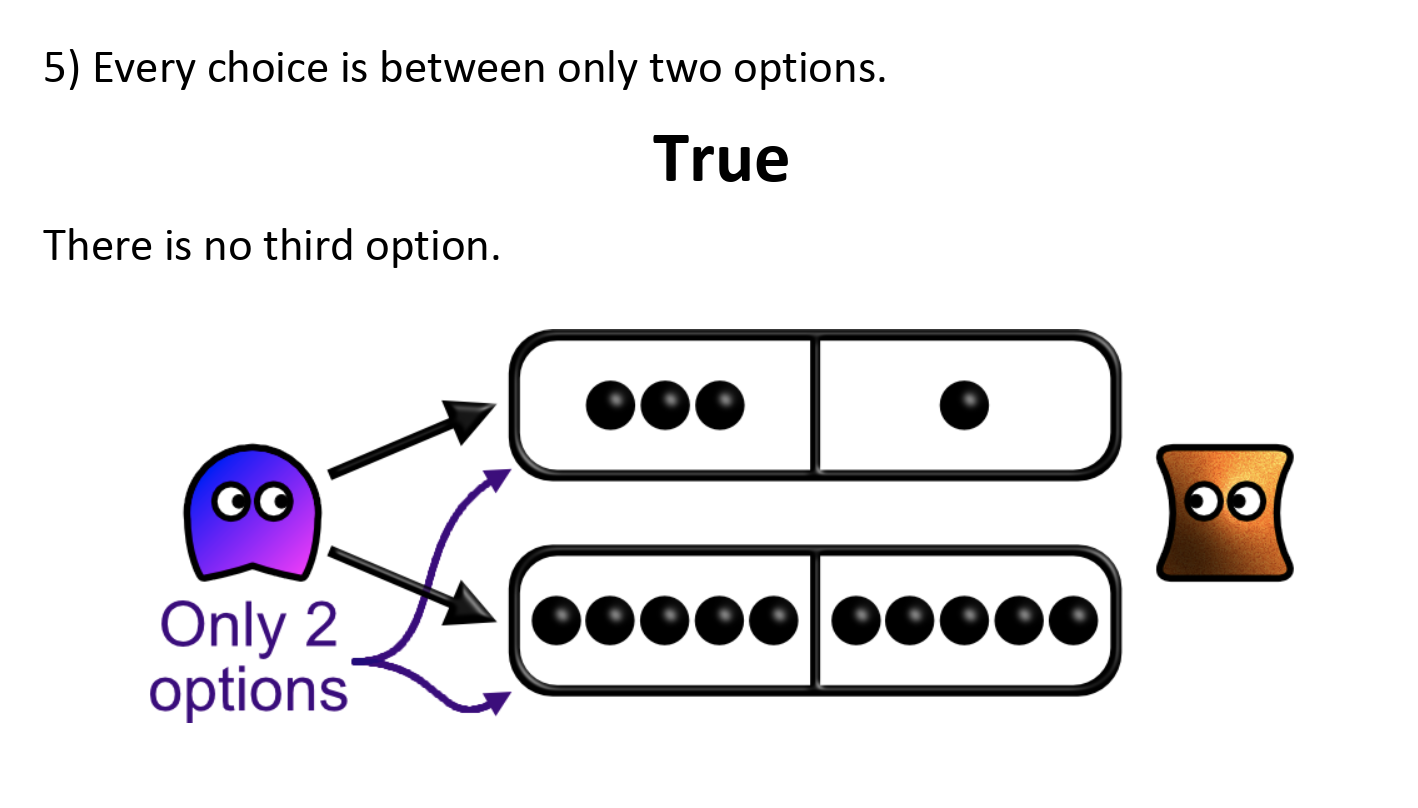 5) Every choice is between only two options.
True
There is no third option.
Only 2
options